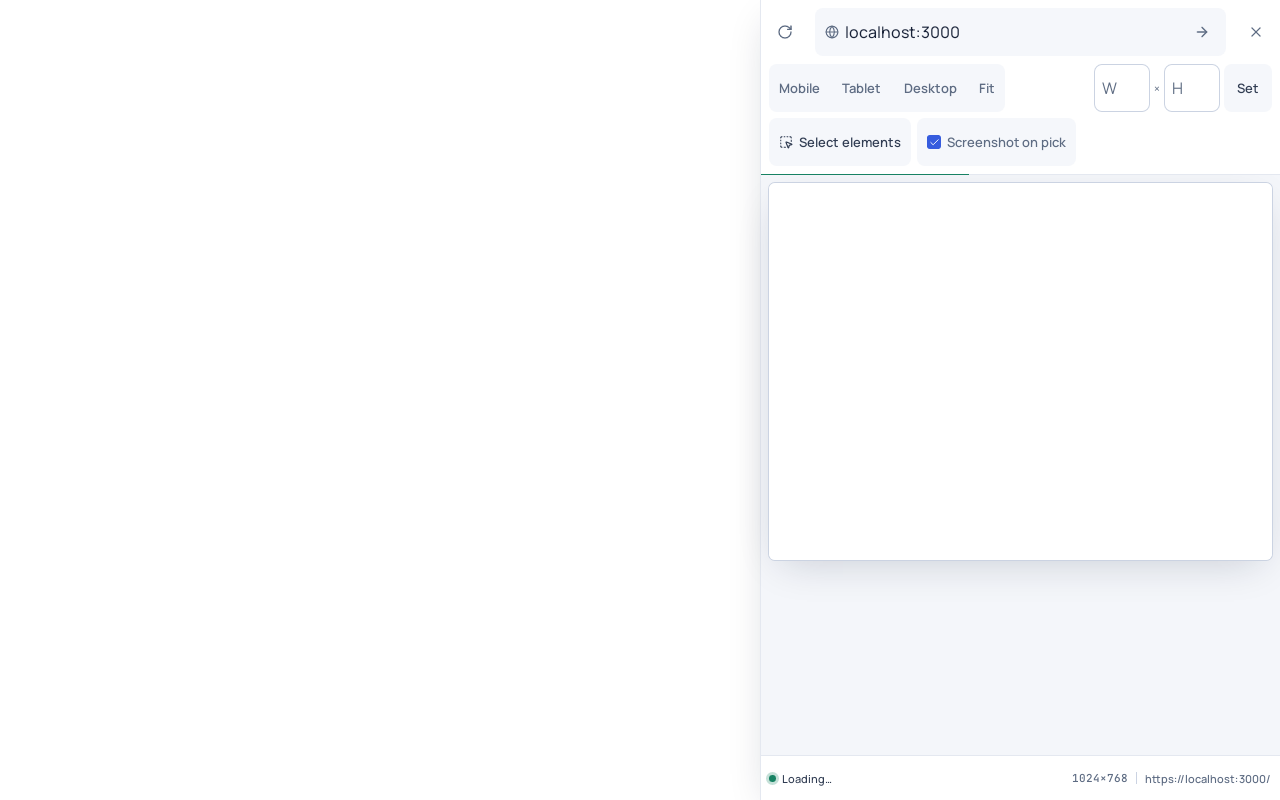 localhost:3000
Mobile Tablet Desktop Fit W × H Set
Select elements Screenshot on pick
Loading… 1024×768 https://localhost:3000/